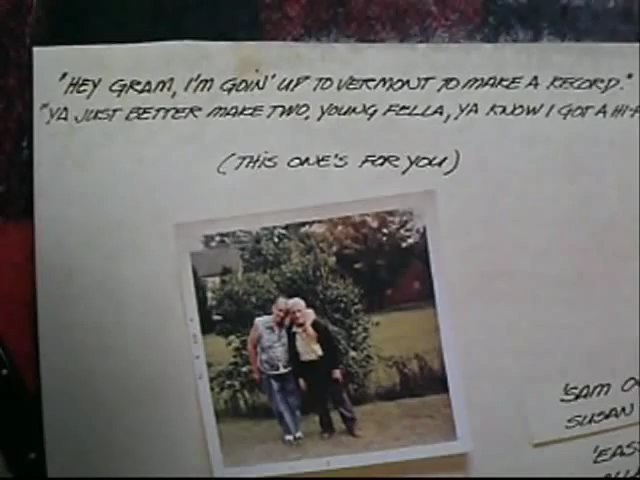 "HEY GRAM, I'M GOIN' UP TO VERMONT TO MAKE A RECORD."
"YA JUST BETTER MAKE TWO, YOUNG FELLA, YA KNOW I GOT A HI-F
(THIS ONE'S FOR YOU)
'SAM
SUSAN
'EAS